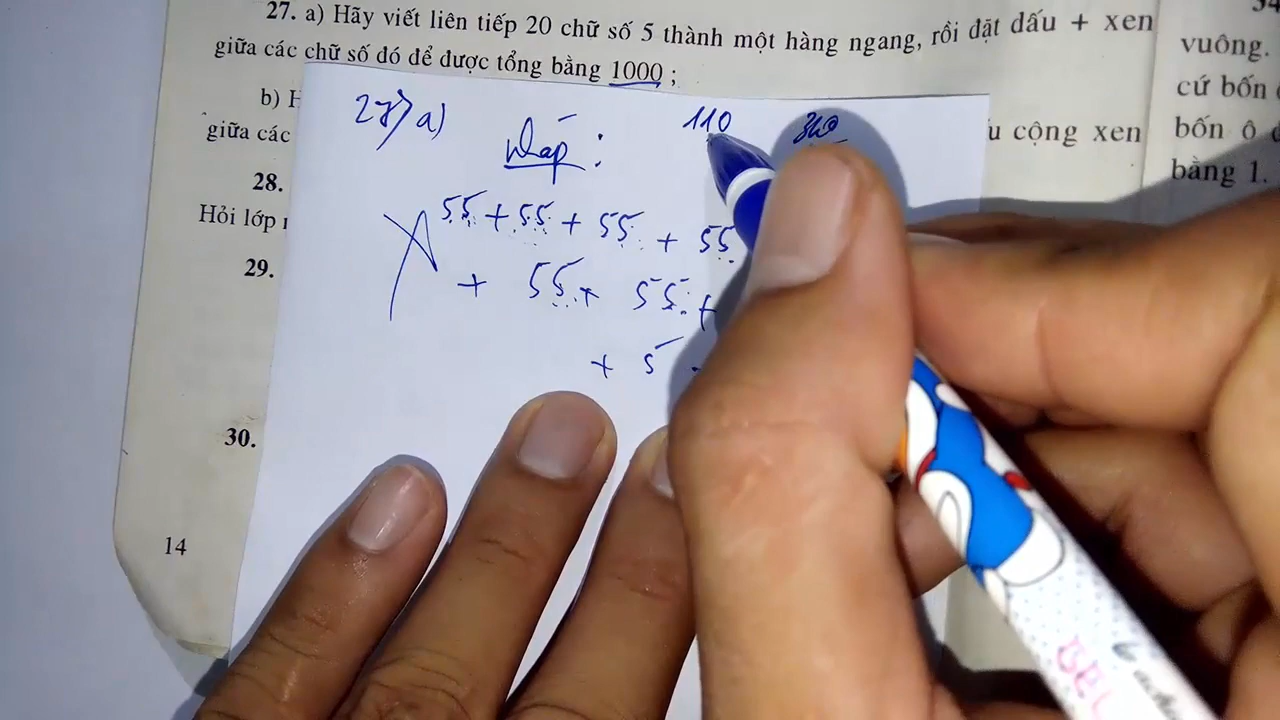 27. a) Hãy viết liên tiếp 20 chữ số 5 thành một hàng ngang, rồi đặt dấu + xen
giữa các chữ số đó để được tổng bằng 1000 ;
b)
giữa các
cộng xen
28.
Hỏi lớp
29.
30.
14
vuông.
cứ bốn
bốn ô
bằng 1.
27) a)
nháp :
110
55 + 55 + 55 + 55
+ 55 + 55 +
+ 5